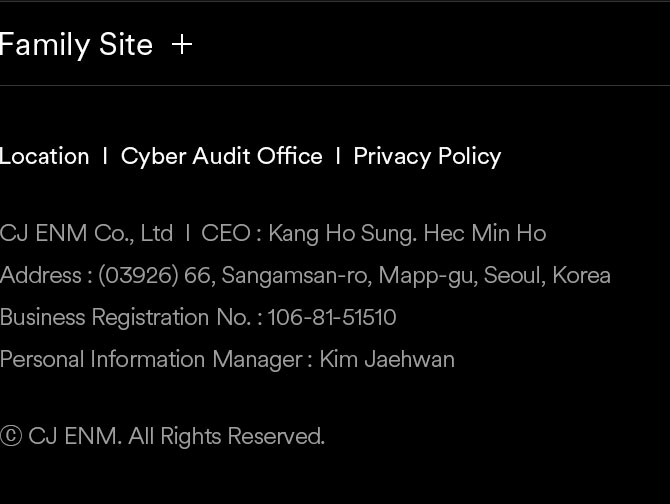 Family Site +
Location | Cyber Audit Office | Privacy Policy
CJ ENM Co., Ltd | CEO : Kang Ho Sung. Hec Min Ho
Address : (03926) 66, Sangamsan-ro, Mapp-gu, Seoul, Korea
Business Registration No. : 106-81-51510
Personal Information Manager : Kim Jaehwan
ⓒ CJ ENM. All Rights Reserved.